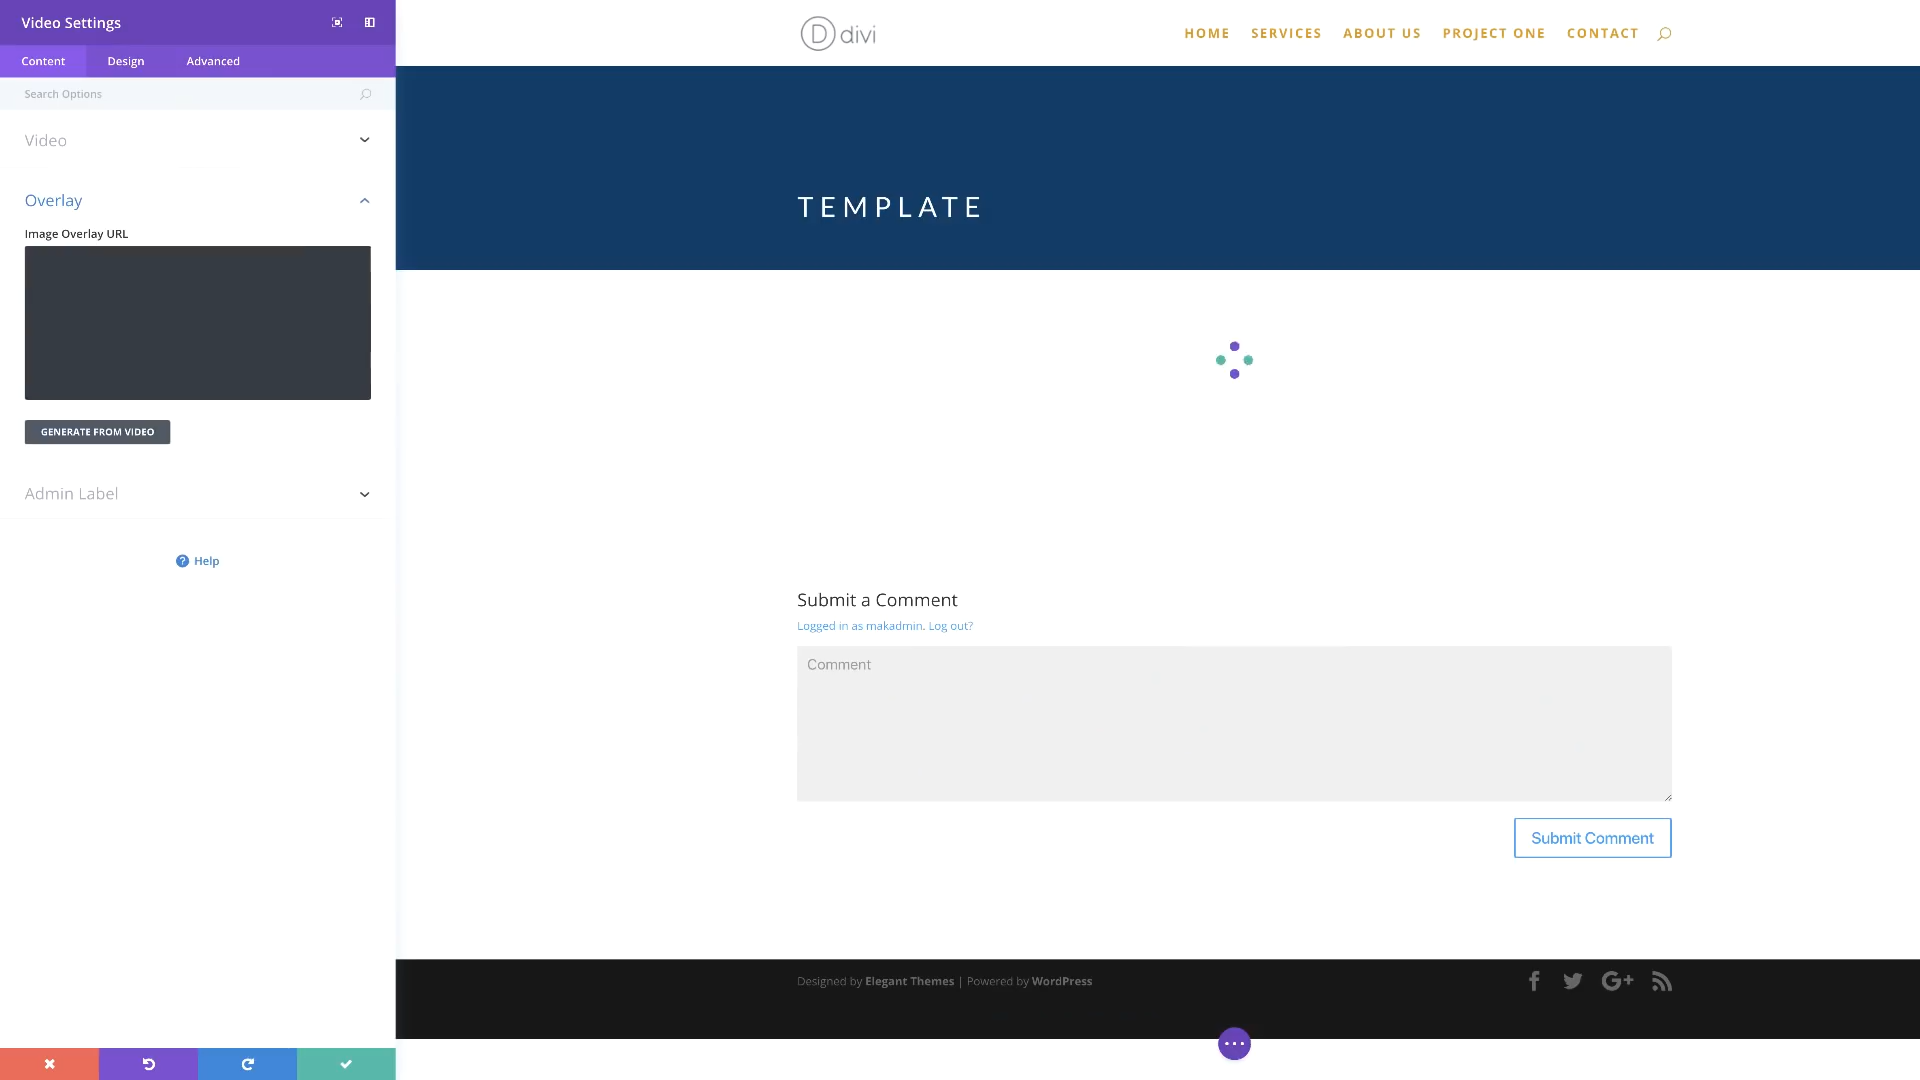 Video Settings
Content Design Advanced
Search Options
Video
Overlay
Image Overlay URL
GENERATE FROM VIDEO
Admin Label
? Help
D divi
HOME SERVICES ABOUT US PROJECT ONE CONTACT
TEMPLATE
Submit a Comment
Logged in as makadmin. Log out?
Comment
Submit Comment
Designed by Elegant Themes | Powered by WordPress
G+